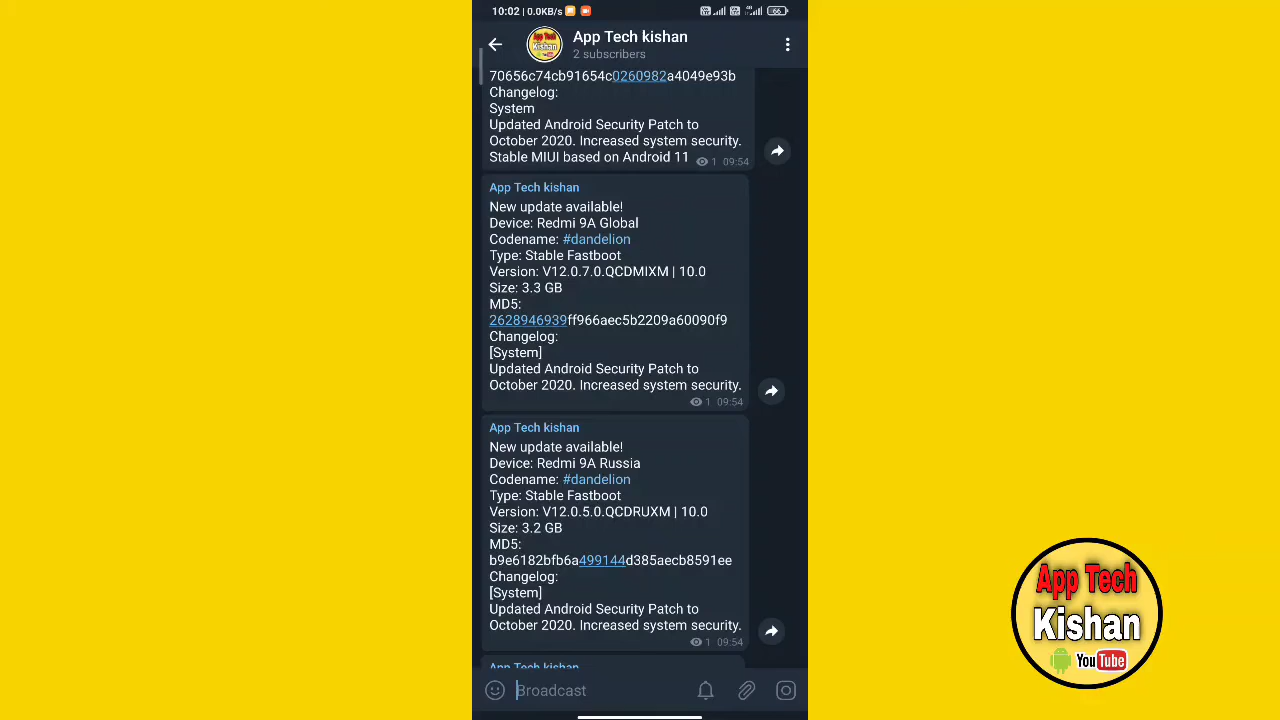 10:02 | 0.0KB/s
66
App Tech kishan
2 subscribers
70656c74cb91654c0260982a4049e93b
Changelog:
System
Updated Android Security Patch to
October 2020. Increased system security.
Stable MIUI based on Android 11
1 09:54
App Tech kishan
New update available!
Device: Redmi 9A Global
Codename: #dandelion
Type: Stable Fastboot
Version: V12.0.7.0.QCDMIXM | 10.0
Size: 3.3 GB
MD5:
2628946939ff966aec5b2209a60090f9
Changelog:
[System]
Updated Android Security Patch to
October 2020. Increased system security.
1 09:54
App Tech kishan
New update available!
Device: Redmi 9A Russia
Codename: #dandelion
Type: Stable Fastboot
Version: V12.0.5.0.QCDRUXM | 10.0
Size: 3.2 GB
MD5:
b9e6182bfb6a499144d385aecb8591ee
Changelog:
[System]
Updated Android Security Patch to
October 2020. Increased system security.
1 09:54
App Tech kishan
Broadcast
App Tech
Kishan
YouTube